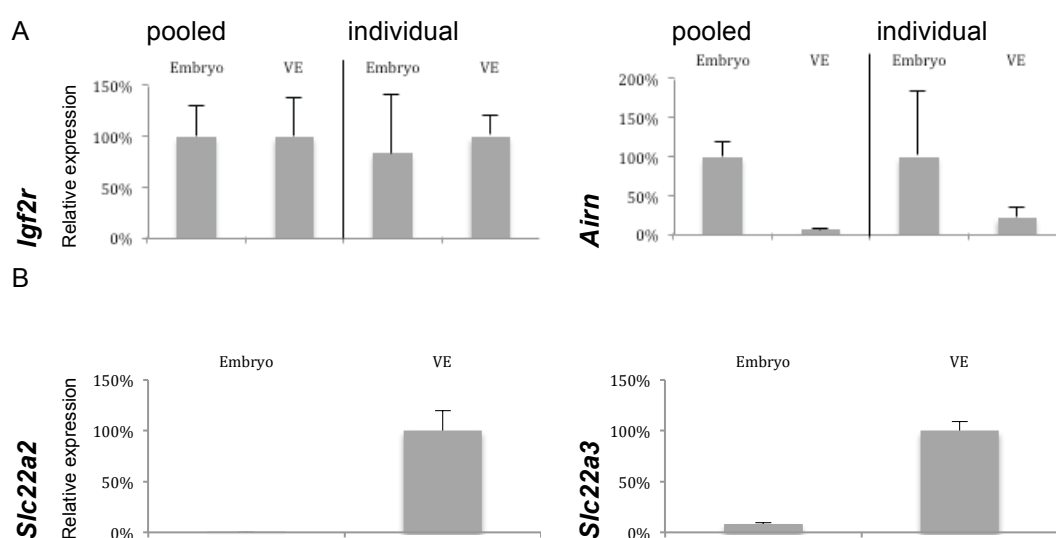 A
pooled individual
Embryo VE Embryo VE
150%
100%
50%
0%
Relative expression
Igf2r
pooled individual
Embryo VE Embryo VE
200%
150%
100%
50%
0%
Airn
B
Embryo VE
150%
100%
50%
0%
Relative expression
Slc22a2
Embryo VE
150%
100%
50%
0%
Slc22a3